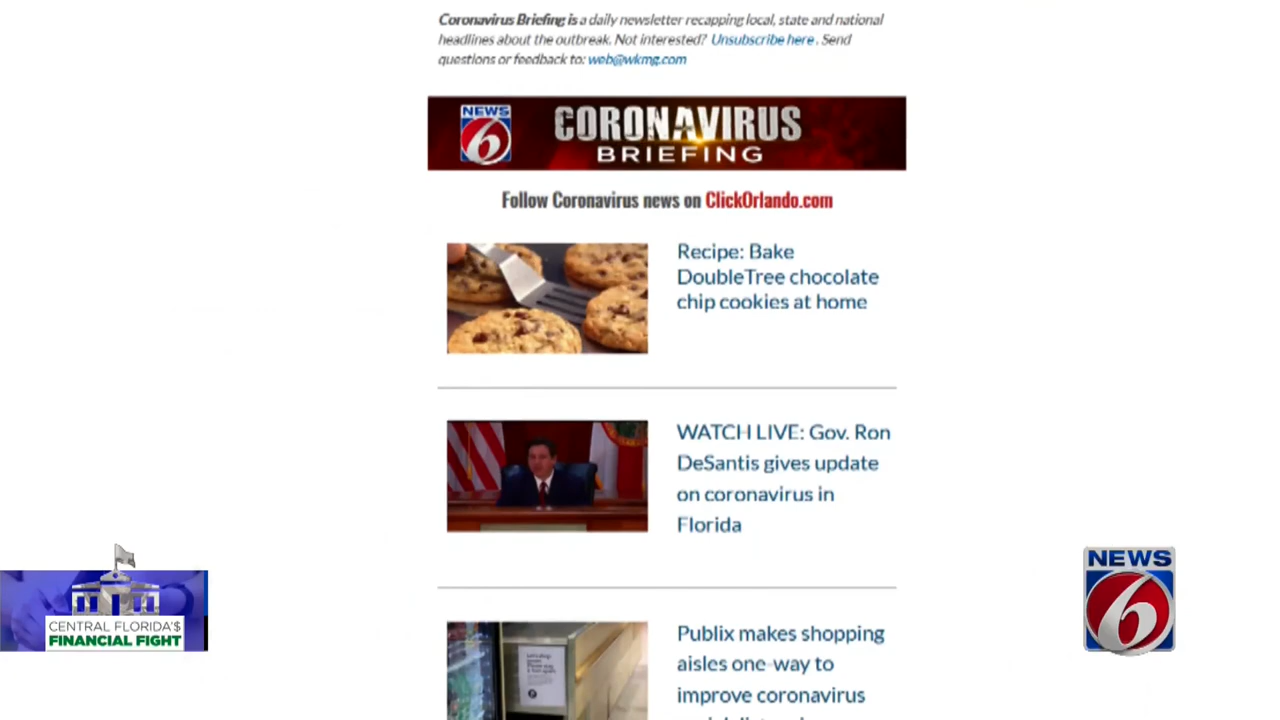 Coronavirus Briefing is a daily newsletter recapping local, state and national
headlines about the outbreak. Not interested? Unsubscribe here. Send
questions or feedback to: web@wkmg.com
NEWS
6
CORONAVIRUS
BRIEFING
Follow Coronavirus news on ClickOrlando.com
Recipe: Bake
DoubleTree chocolate
chip cookies at home
WATCH LIVE: Gov. Ron
DeSantis gives update
on coronavirus in
Florida
Publix makes shopping
aisles one-way to
improve coronavirus
CENTRAL FLORIDA'$
FINANCIAL FIGHT
NEWS
6